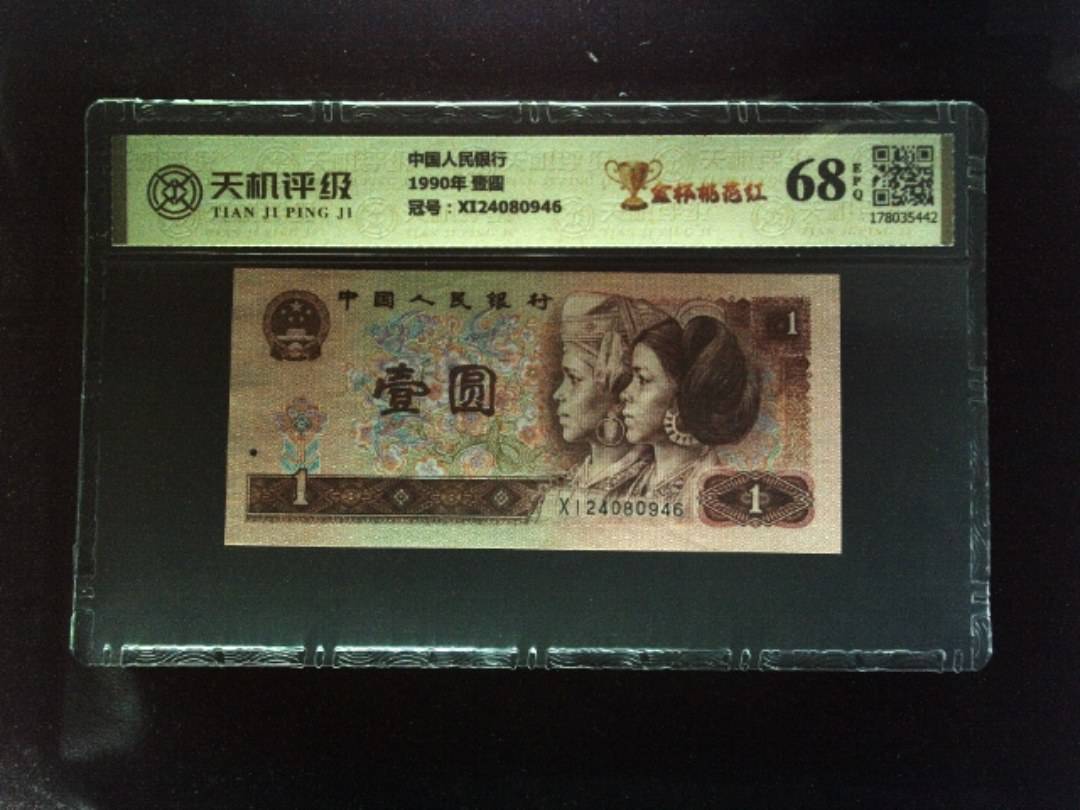 天机评级
TIAN JI PING JI
中国人民银行
1990年 壹圆
冠号：XI24080946
金杯桃花红
68
EPQ
178035442
中国人民银行
1
壹圆
1
XI24080946
1